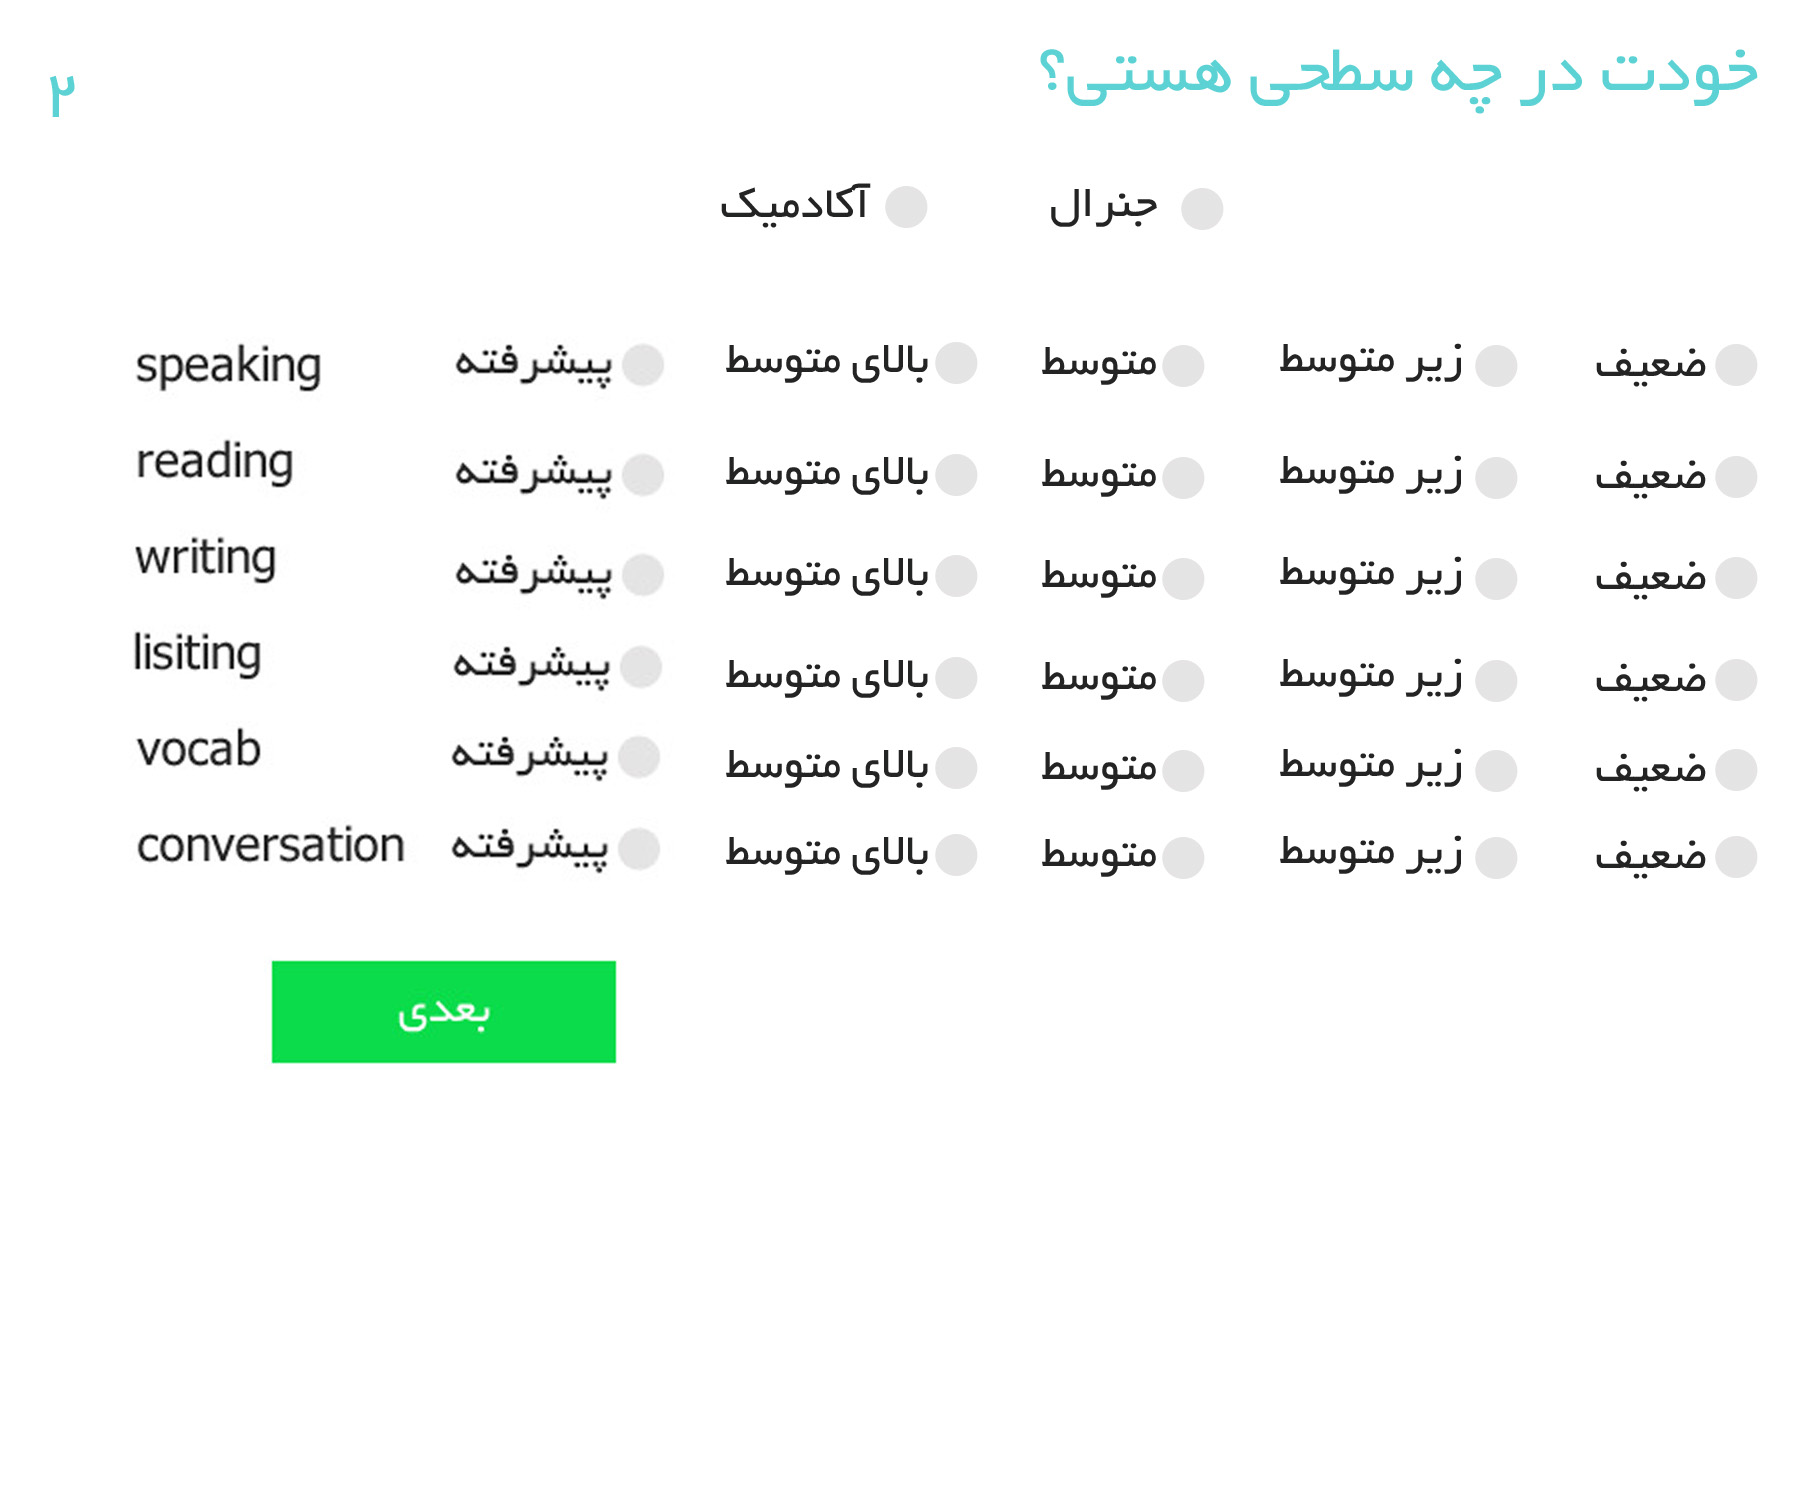 خودت در چه سطحی هستی؟
۲
جنرال آکادمیک
ضعیف زیر متوسط متوسط بالای متوسط پیشرفته speaking
ضعیف زیر متوسط متوسط بالای متوسط پیشرفته reading
ضعیف زیر متوسط متوسط بالای متوسط پیشرفته writing
ضعیف زیر متوسط متوسط بالای متوسط پیشرفته lisiting
ضعیف زیر متوسط متوسط بالای متوسط پیشرفته vocab
ضعیف زیر متوسط متوسط بالای متوسط پیشرفته conversation
بعدی